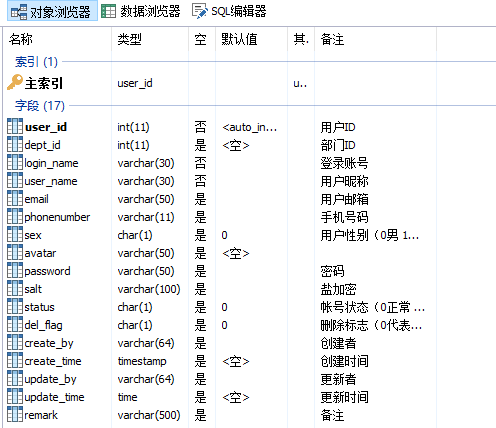 对象浏览器 数据浏览器 SQL编辑器
名称 类型 空 默认值 其. 备注
索引 (1)
主索引 user_id u..
字段 (17)
user_id int(11) 否 <auto_in... 用户ID
dept_id int(11) 是 <空> 部门ID
login_name varchar(30) 否 登录账号
user_name varchar(30) 否 用户昵称
email varchar(50) 是 用户邮箱
phonenumber varchar(11) 是 手机号码
sex char(1) 是 0 用户性别（0男 1...
avatar varchar(50) 是 <空>
password varchar(50) 是 密码
salt varchar(100) 是 盐加密
status char(1) 是 0 帐号状态（0正常 ...
del_flag char(1) 是 0 删除标志（0代表...
create_by varchar(64) 是 创建者
create_time timestamp 是 <空> 创建时间
update_by varchar(64) 是 更新者
update_time time 是 <空> 更新时间
remark varchar(500) 是 备注